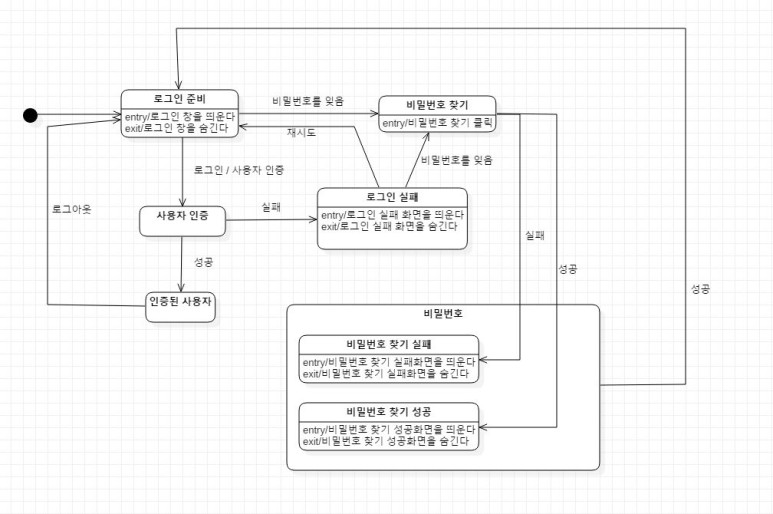 로그인 준비
entry/로그인 창을 띄운다
exit/로그인 창을 숨긴다
비밀번호를 잊음
비밀번호 찾기
entry/비밀번호 찾기 클릭
재시도
로그인 / 사용자 인증
비밀번호를 잊음
로그인 실패
entry/로그인 실패 화면을 띄운다
exit/로그인 실패 화면을 숨긴다
로그아웃
사용자 인증
실패
실패
성공
성공
성공
인증된 사용자
비밀번호
비밀번호 찾기 실패
entry/비밀번호 찾기 실패화면을 띄운다
exit/비밀번호 찾기 실패화면을 숨긴다
비밀번호 찾기 성공
entry/비밀번호 찾기 성공화면을 띄운다
exit/비밀번호 찾기 성공화면을 숨긴다